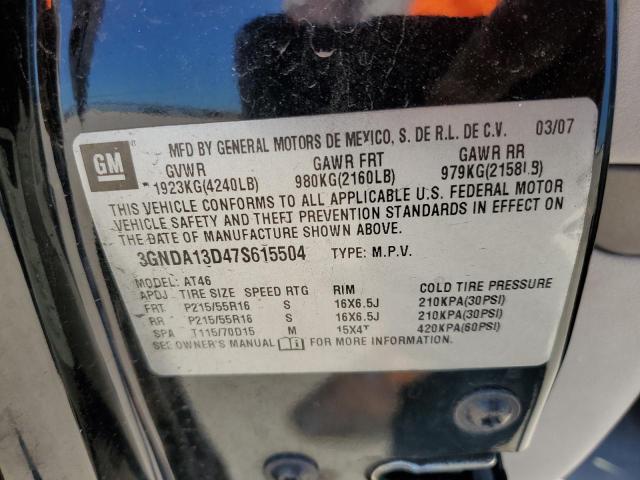 GM
MFD BY GENERAL MOTORS DE MEXICO, S. DE R.L. DE C.V. 03/07
GVWR GAWR FRT GAWR RR
1923KG(4240LB) 980KG(2160LB) 979KG(2158LB)
THIS VEHICLE CONFORMS TO ALL APPLICABLE U.S. FEDERAL MOTOR
VEHICLE SAFETY AND THEFT PREVENTION STANDARDS IN EFFECT ON
THE DATE OF MANUFACTURE SHOWN ABOVE.
3GNDA13D47S615504 TYPE: M.P.V.
MODEL: AT46
APDJ TIRE SIZE SPEED RTG RIM COLD TIRE PRESSURE
FRT P215/55R16 S 16X6.5J 210KPA(30PSI)
RR P215/55R16 S 16X6.5J 210KPA(30PSI)
SPA T115/70D15 M 15X4T 420KPA(60PSI)
SEE OWNER'S MANUAL FOR MORE INFORMATION